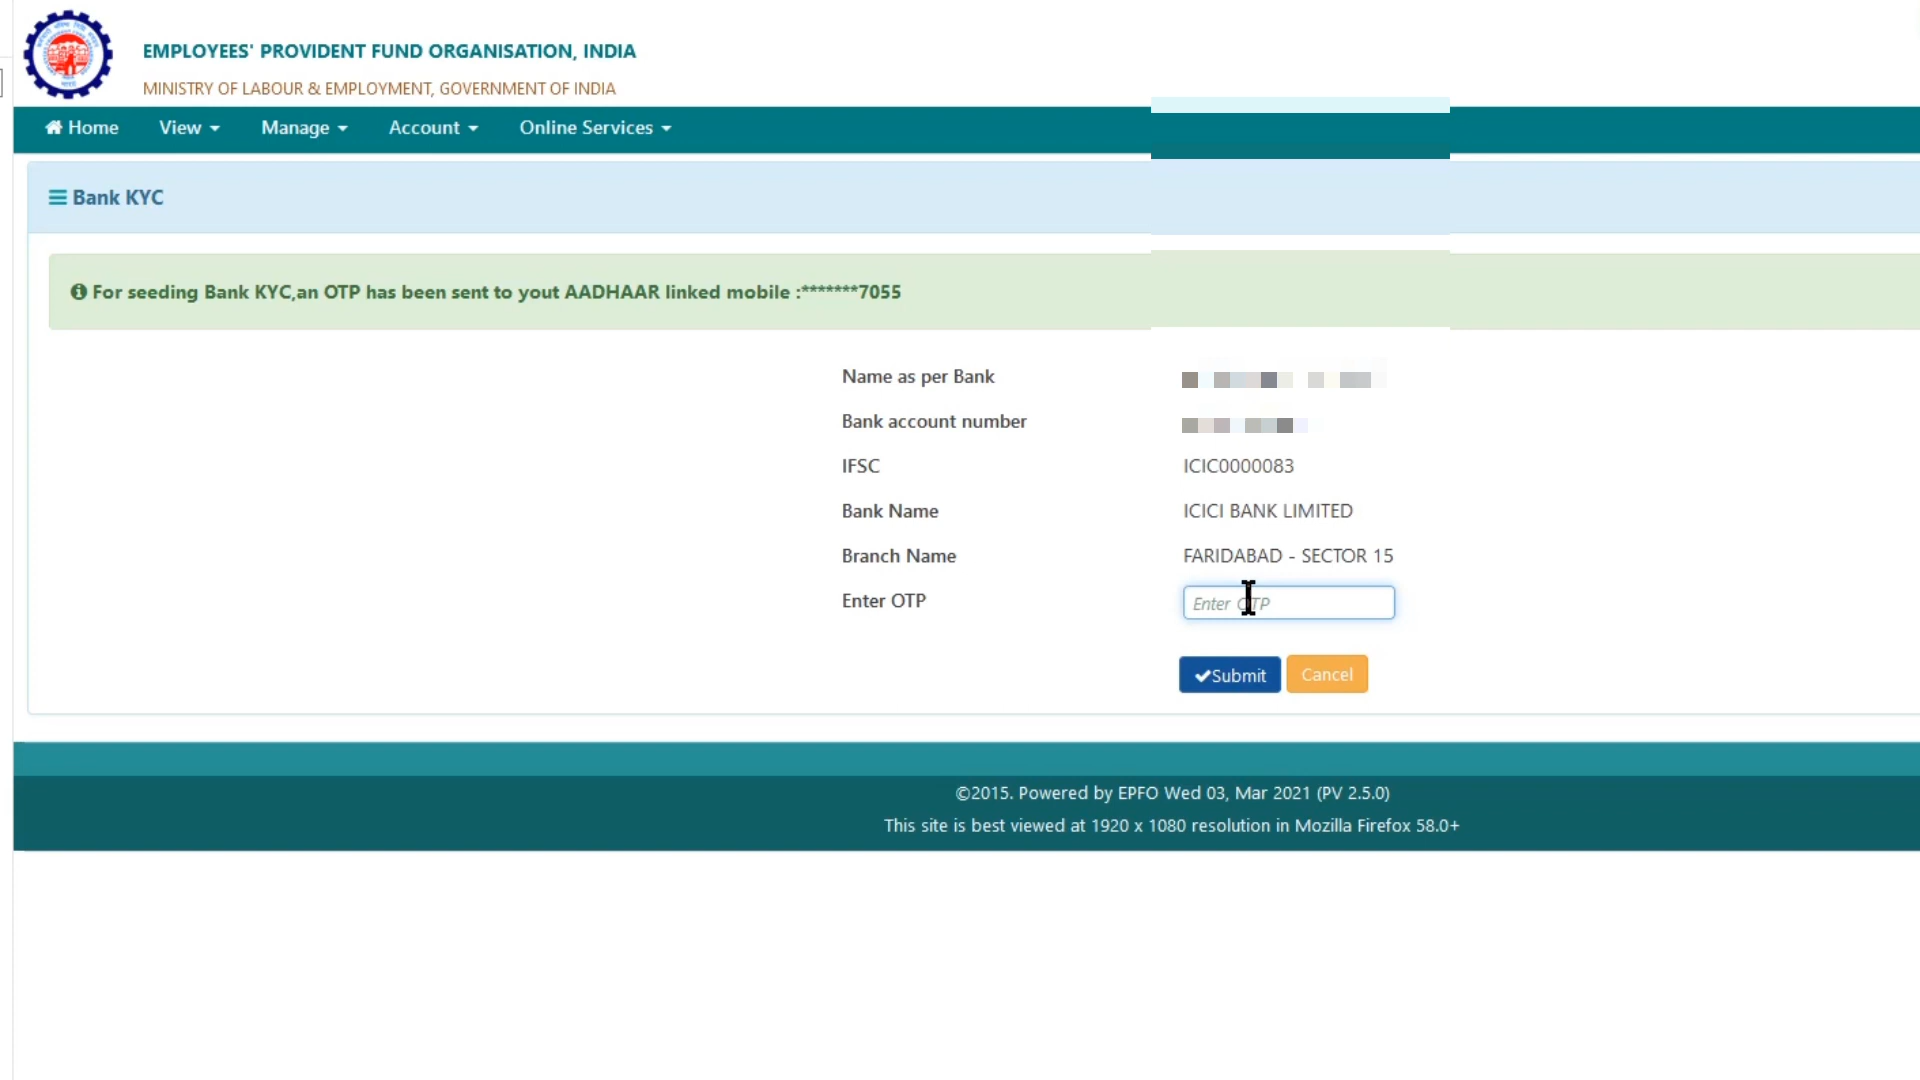 EMPLOYEES' PROVIDENT FUND ORGANISATION, INDIA
MINISTRY OF LABOUR & EMPLOYMENT, GOVERNMENT OF INDIA
Home View Manage Account Online Services
Bank KYC
For seeding Bank KYC,an OTP has been sent to yout AADHAAR linked mobile :*******7055
Name as per Bank
Bank account number
IFSC ICIC0000083
Bank Name ICICI BANK LIMITED
Branch Name FARIDABAD - SECTOR 15
Enter OTP Enter OTP
Submit Cancel
©2015. Powered by EPFO Wed 03, Mar 2021 (PV 2.5.0)
This site is best viewed at 1920 x 1080 resolution in Mozilla Firefox 58.0+